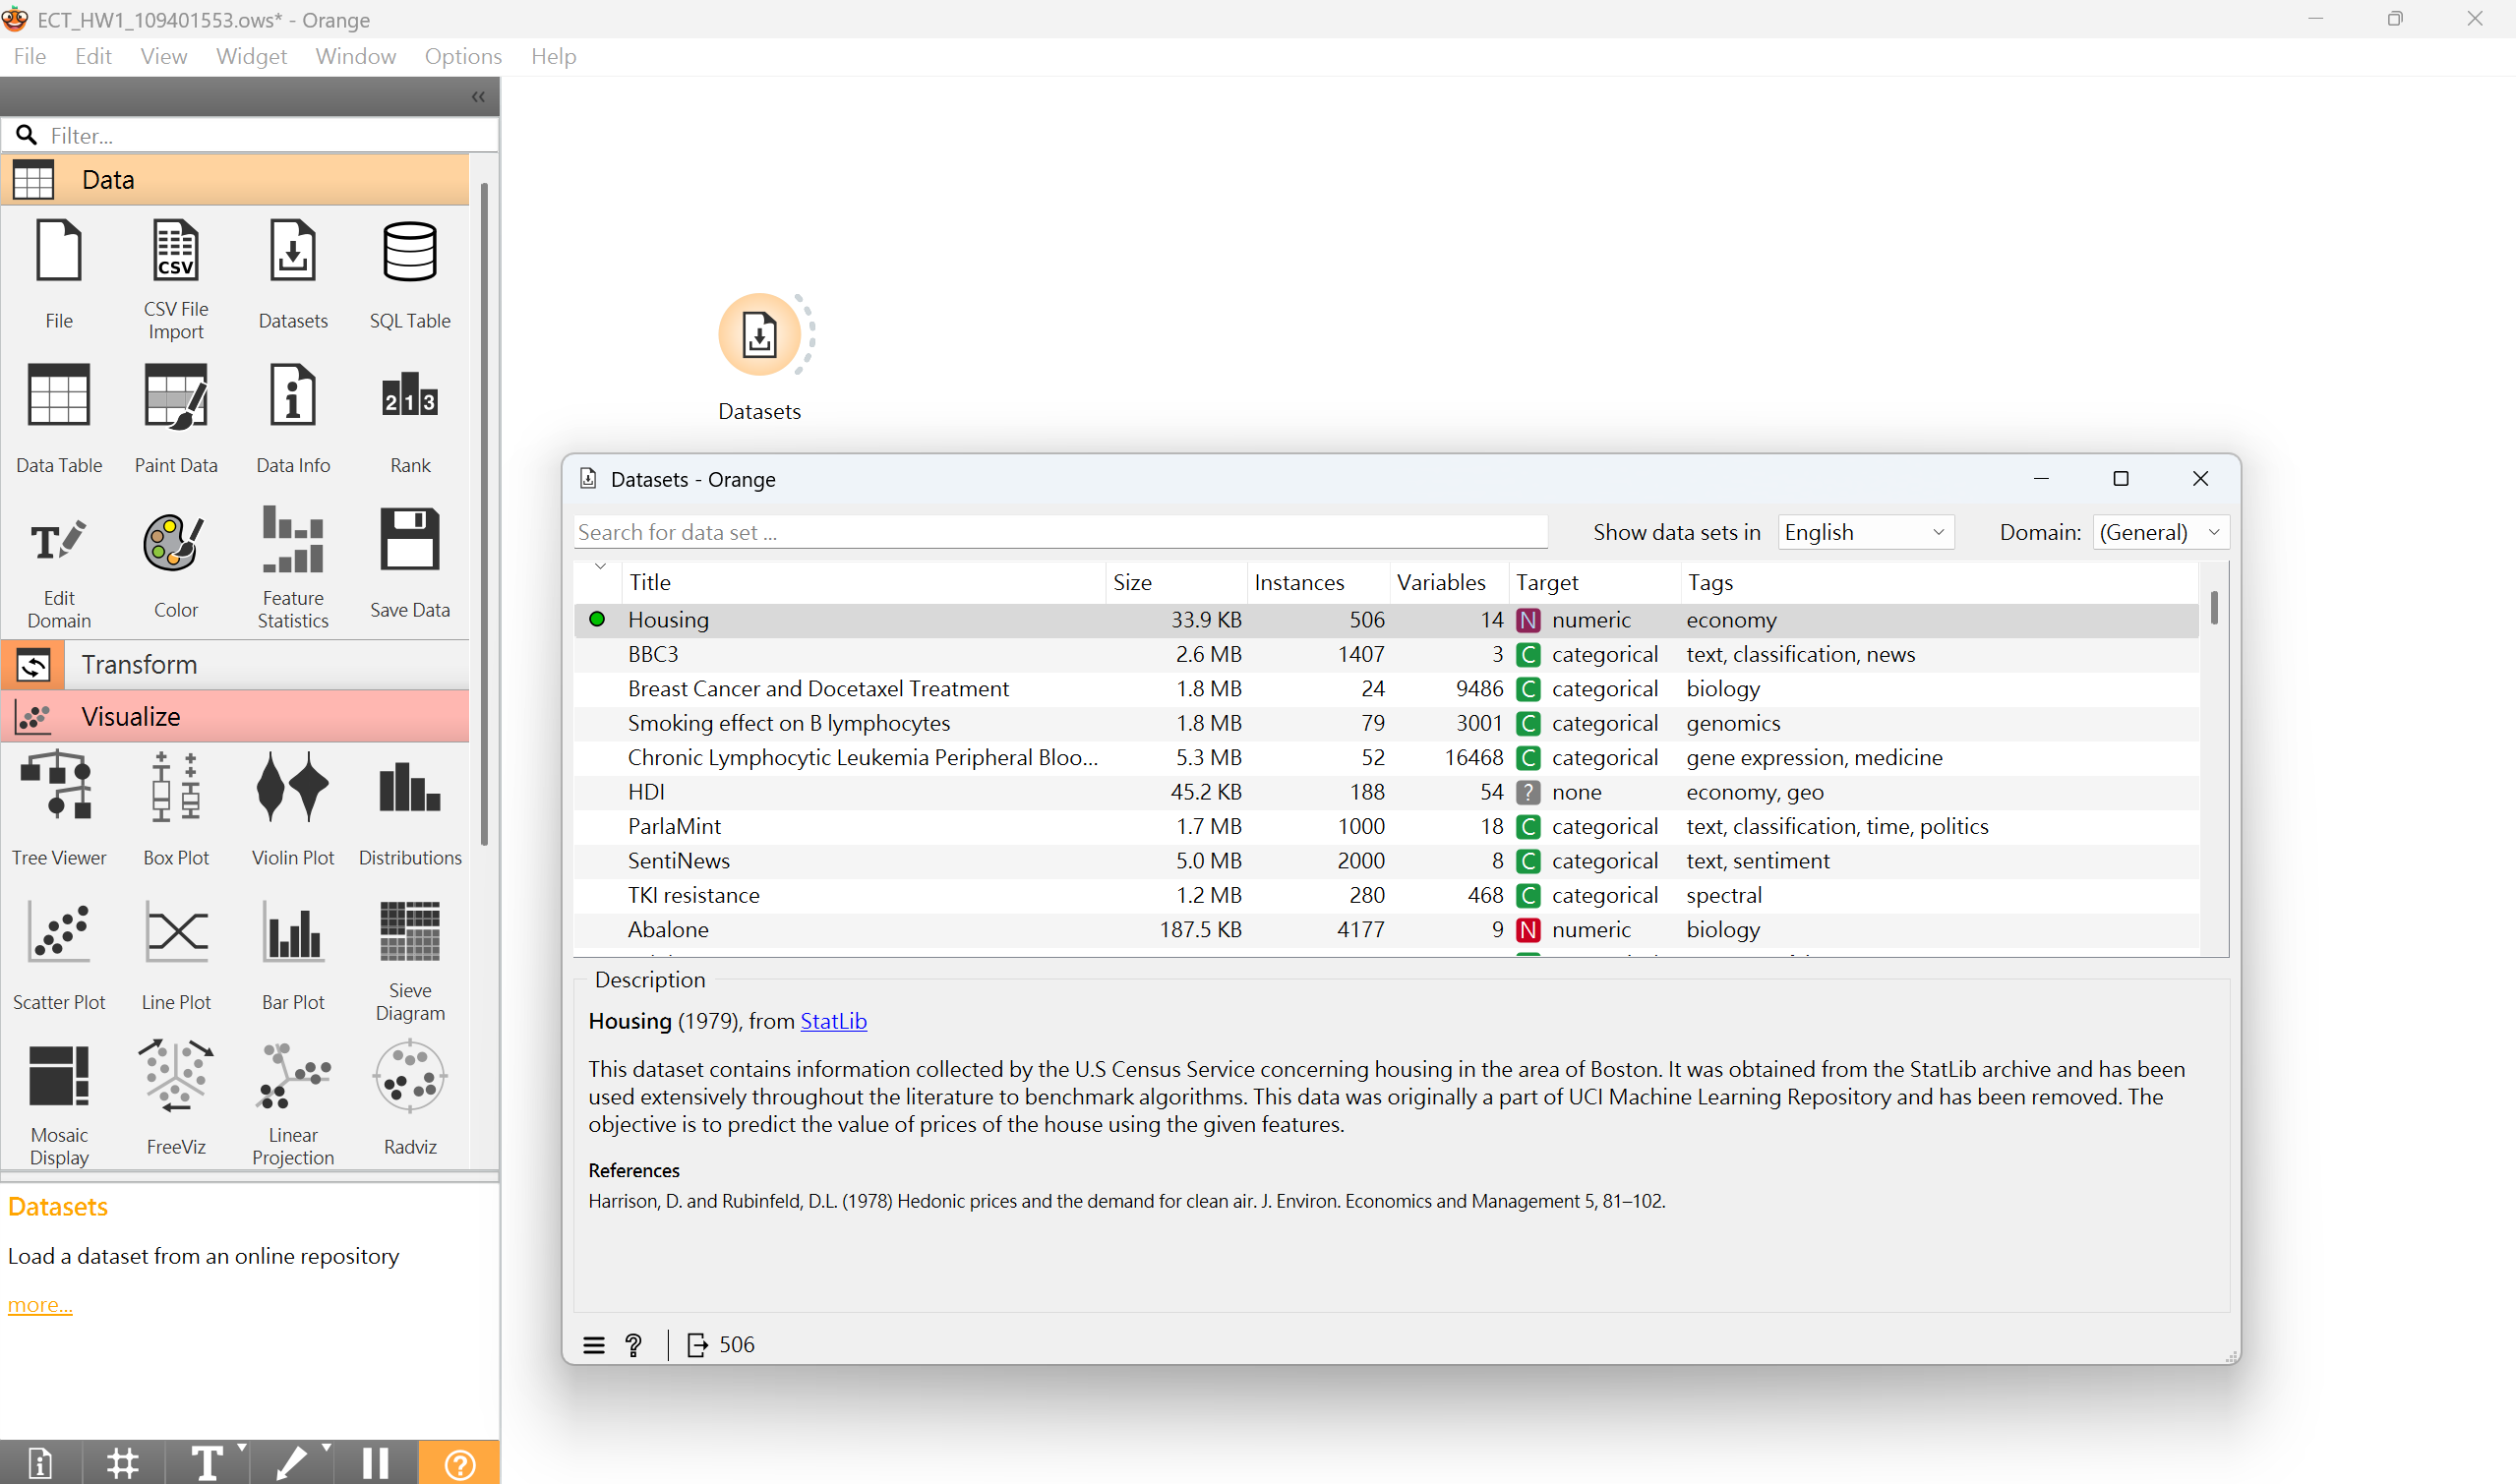 ECT_HW1_109401553.ows* - Orange
File Edit View Widget Window Options Help
Filter...
Data
File
CSV File Import
Datasets
SQL Table
CSV
Data Table
Paint Data
Data Info
Rank
2 1 3
Edit Domain
Color
Feature Statistics
Save Data
Transform
Visualize
Tree Viewer
Box Plot
Violin Plot
Distributions
Scatter Plot
Line Plot
Bar Plot
Sieve Diagram
Mosaic Display
FreeViz
Linear Projection
Radviz
Datasets
Load a dataset from an online repository
more...
Datasets
Datasets - Orange
Search for data set ... Show data sets in English Domain: (General)
Title Size Instances Variables Target Tags
Housing 33.9 KB 506 14 N numeric economy
BBC3 2.6 MB 1407 3 C categorical text, classification, news
Breast Cancer and Docetaxel Treatment 1.8 MB 24 9486 C categorical biology
Smoking effect on B lymphocytes 1.8 MB 79 3001 C categorical genomics
Chronic Lymphocytic Leukemia Peripheral Bloo... 5.3 MB 52 16468 C categorical gene expression, medicine
HDI 45.2 KB 188 54 ? none economy, geo
ParlaMint 1.7 MB 1000 18 C categorical text, classification, time, politics
SentiNews 5.0 MB 2000 8 C categorical text, sentiment
TKI resistance 1.2 MB 280 468 C categorical spectral
Abalone 187.5 KB 4177 9 N numeric biology
Description
Housing (1979), from StatLib
This dataset contains information collected by the U.S Census Service concerning housing in the area of Boston. It was obtained from the StatLib archive and has been
used extensively throughout the literature to benchmark algorithms. This data was originally a part of UCI Machine Learning Repository and has been removed. The
objective is to predict the value of prices of the house using the given features.
References
Harrison, D. and Rubinfeld, D.L. (1978) Hedonic prices and the demand for clean air. J. Environ. Economics and Management 5, 81–102.
506